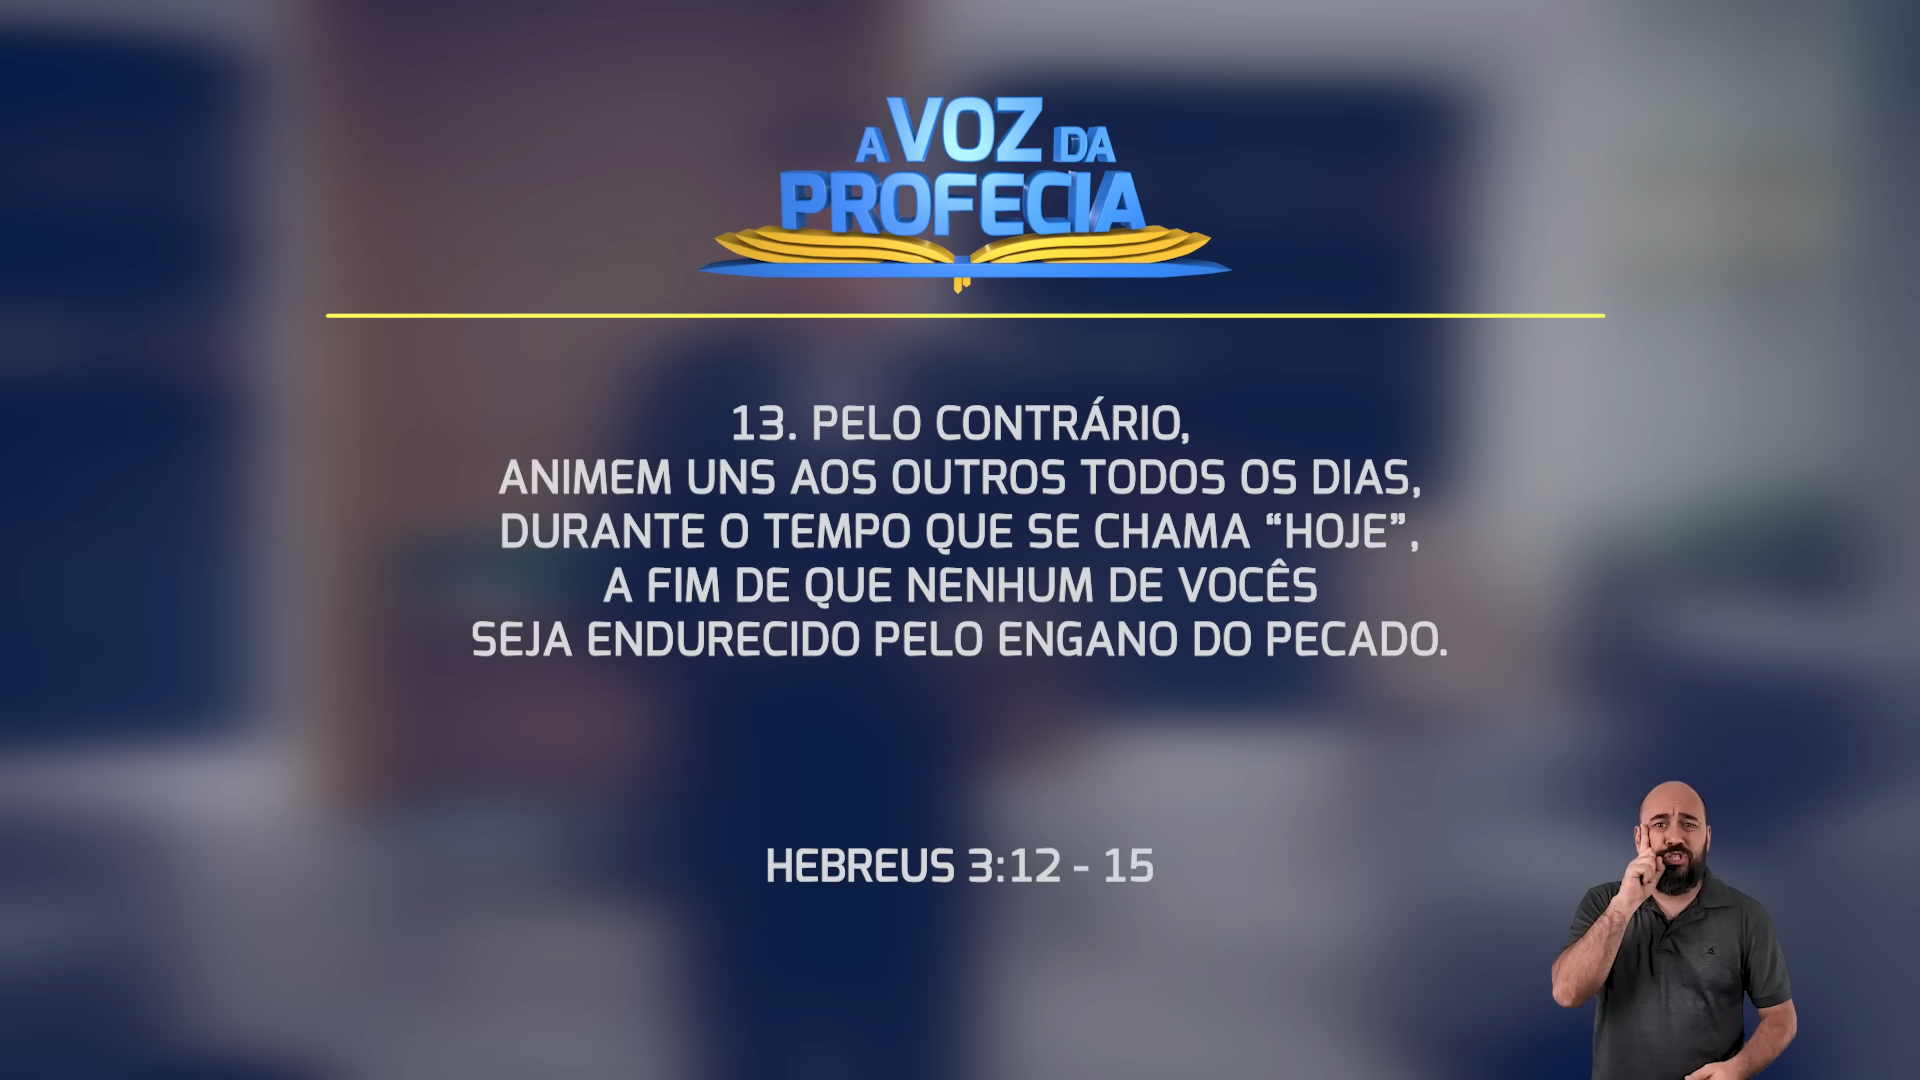 A VOZ DA
PROFECIA
13. PELO CONTRÁRIO,
ANIMEM UNS AOS OUTROS TODOS OS DIAS,
DURANTE O TEMPO QUE SE CHAMA “HOJE”,
A FIM DE QUE NENHUM DE VOCÊS
SEJA ENDURECIDO PELO ENGANO DO PECADO.
HEBREUS 3:12 - 15